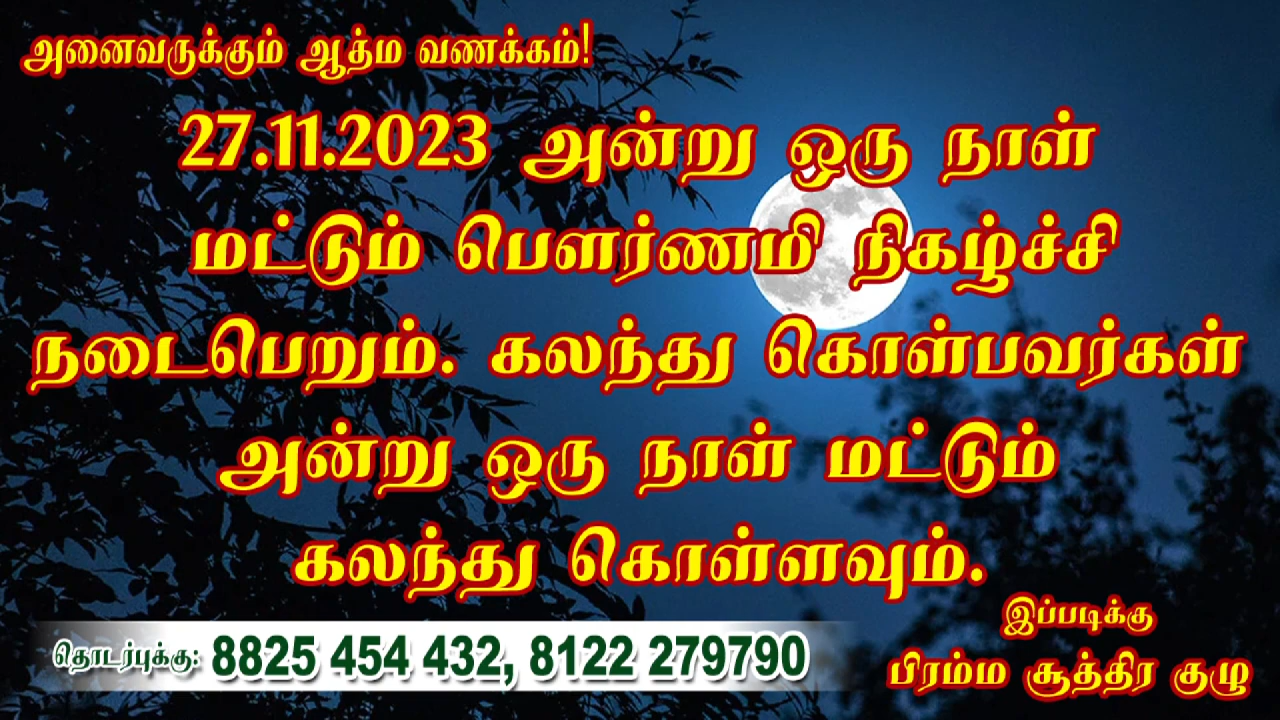 அனைவருக்கும் ஆத்ம வணக்கம்!
27.11.2023 அன்று ஒரு நாள்
மட்டும் பௌர்ணமி நிகழ்ச்சி
நடைபெறும். கலந்து கொள்பவர்கள்
அன்று ஒரு நாள் மட்டும்
கலந்து கொள்ளவும்.
தொடர்புக்கு: 8825 454 432, 8122 279790
இப்படிக்கு
பிரம்ம சூத்திர குழு